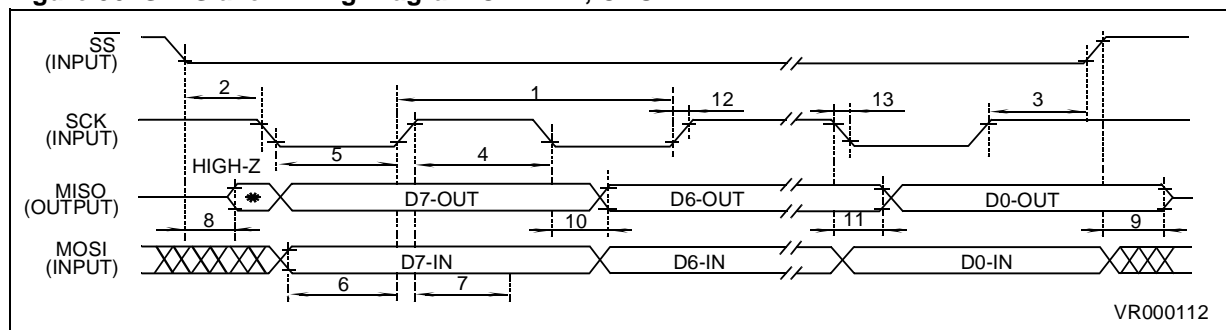 SS
(INPUT)
2
1
12
13
3
SCK
(INPUT)
5
4
HIGH-Z
MISO
(OUTPUT)
*
D7-OUT
D6-OUT
D0-OUT
8
10
11
9
MOSI
(INPUT)
D7-IN
D6-IN
D0-IN
6
7
VR000112